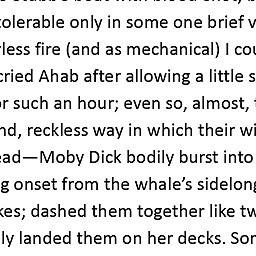 tolerable only in some one brief
less fire (and as mechanical) I cou
cried Ahab after allowing a little s
or such an hour; even so, almost,
nd, reckless way in which their wi
ead—Moby Dick bodily burst into
g onset from the whale’s sidelong
kes; dashed them together like tw
ly landed them on her decks. Son